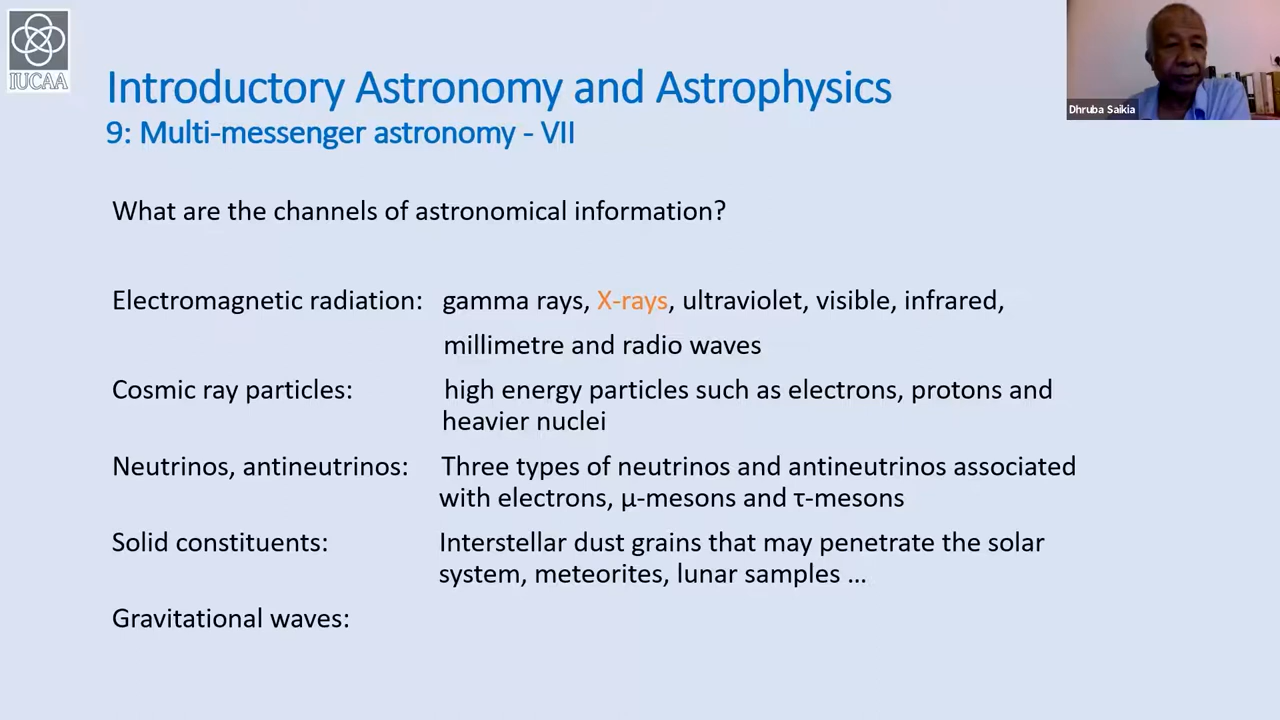 IUCAA
Dhruba Saikia
Introductory Astronomy and Astrophysics
9: Multi-messenger astronomy - VII
What are the channels of astronomical information?
Electromagnetic radiation: gamma rays, X-rays, ultraviolet, visible, infrared,
millimetre and radio waves
Cosmic ray particles: high energy particles such as electrons, protons and
heavier nuclei
Neutrinos, antineutrinos: Three types of neutrinos and antineutrinos associated
with electrons, μ-mesons and τ-mesons
Solid constituents: Interstellar dust grains that may penetrate the solar
system, meteorites, lunar samples ...
Gravitational waves: